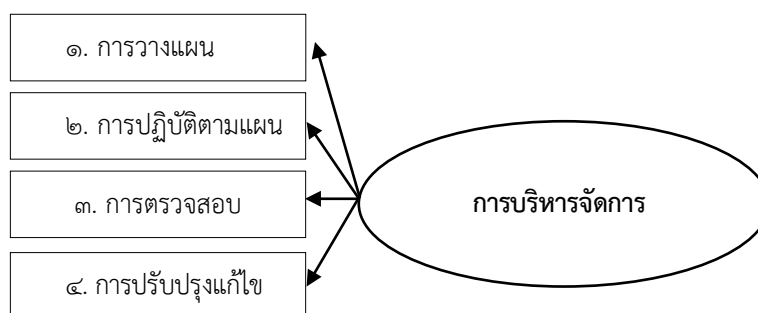 ๑. การวางแผน
๒. การปฏิบัติตามแผน
๓. การตรวจสอบ
การบริหารจัดการ
๔. การปรับปรุงแก้ไข